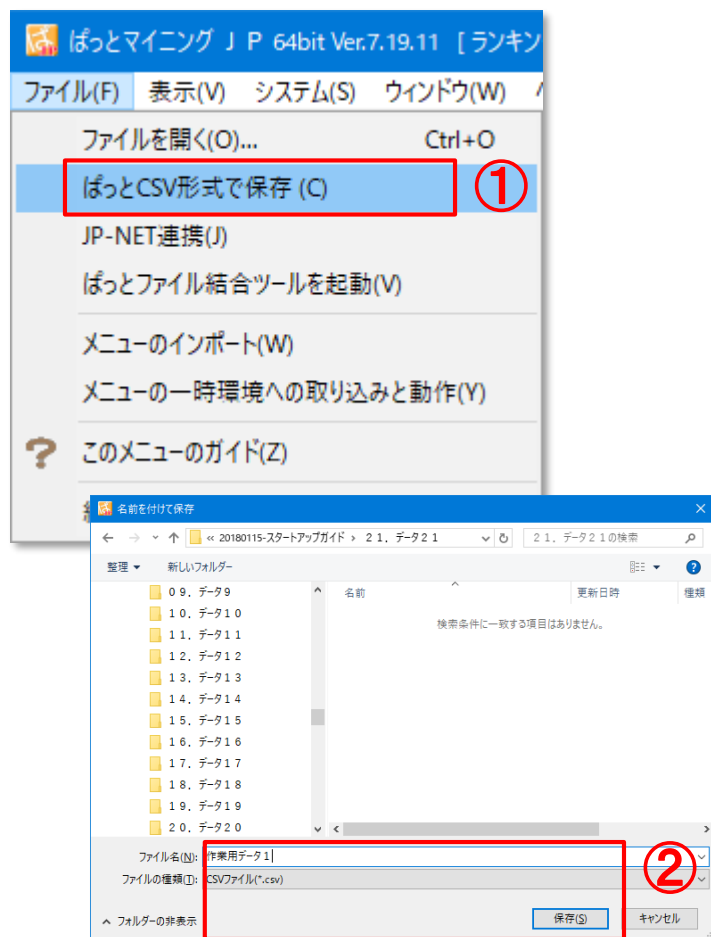 ぱっとマイニング ＪＰ 64bit Ver.7.19.11 [ ランキン
ファイル(F) 表示(V) システム(S) ウィンドウ(W)
ファイルを開く(O)... Ctrl+O
ぱっとCSV形式で保存 (C) ①
JP-NET連携(J)
ぱっとファイル結合ツールを起動(V)
メニューのインポート(W)
メニューの一時環境への取り込みと動作(Y)
? このメニューのガイド(Z)
名前を付けて保存
« 20180115-スタートアップガイド › ２１．データ２１ ２１．データ２１の検索
整理 新しいフォルダー
名前 更新日時 種類
検索条件に一致する項目はありません。
０９．データ９
１０．データ１０
１１．データ１１
１２．データ１２
１３．データ１３
１４．データ１４
１５．データ１５
１６．データ１６
１７．データ１７
１８．データ１８
１９．データ１９
２０．データ２０
ファイル名(N): 作業用データ１
ファイルの種類(T): CSVファイル(*.csv)
②
フォルダーの非表示 保存(S) キャンセル